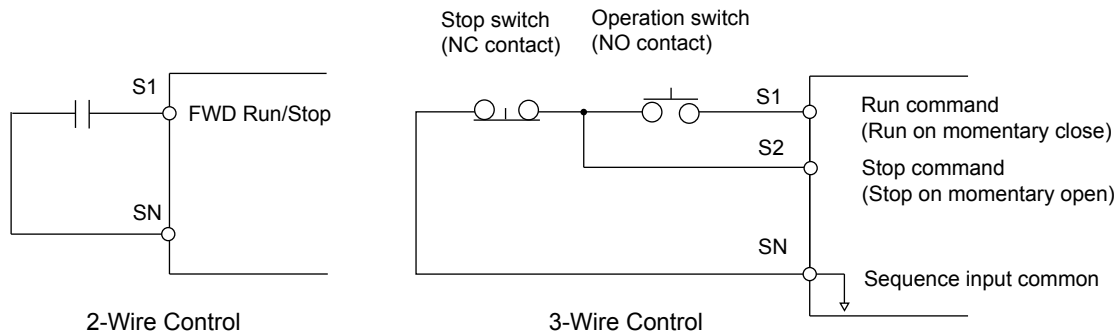 Stop switch
(NC contact)
Operation switch
(NO contact)
S1
FWD Run/Stop
SN
2-Wire Control
S1
Run command
(Run on momentary close)
S2
Stop command
(Stop on momentary open)
SN
Sequence input common
3-Wire Control